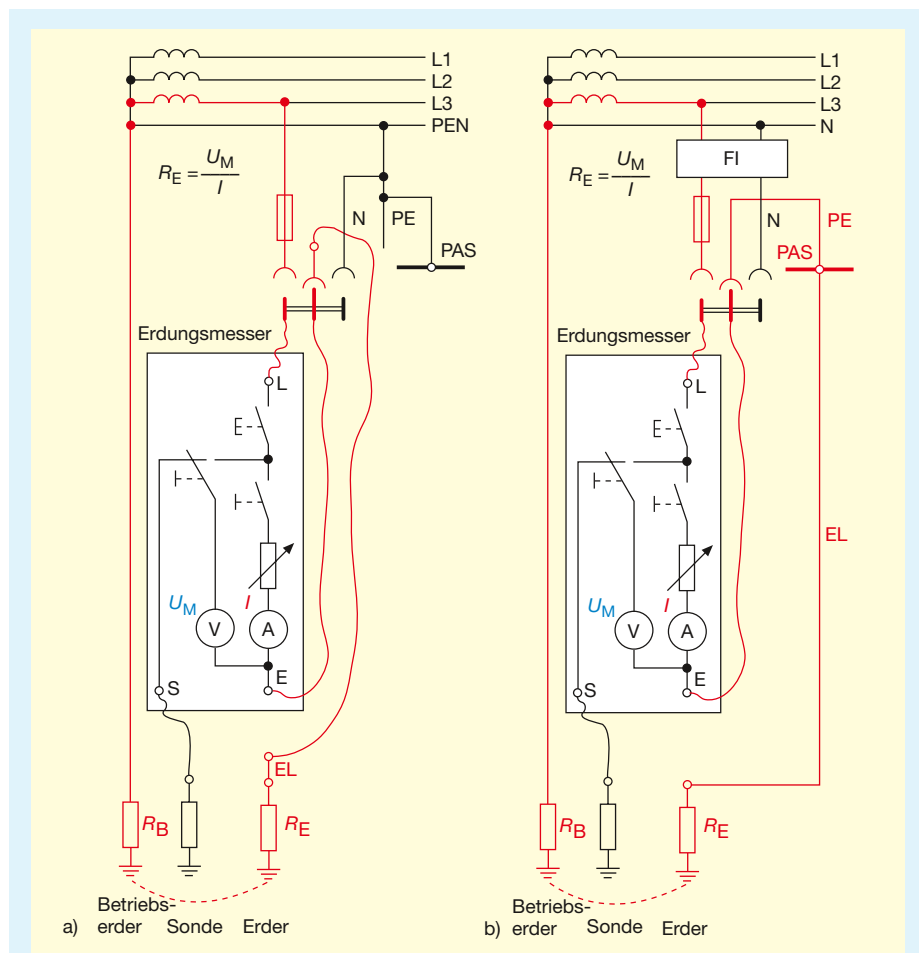 L1
L2
L3
PEN
R_E = U_M / I
N
PE
PAS
Erdungsmesser
L
U_M
I
V
A
E
S
EL
R_B
R_E
Betriebs-
erder
Sonde
Erder
a)
L1
L2
L3
N
FI
R_E = U_M / I
N
PE
PAS
Erdungsmesser
L
U_M
I
V
A
E
S
EL
R_B
R_E
Betriebs-
erder
Sonde
Erder
b)